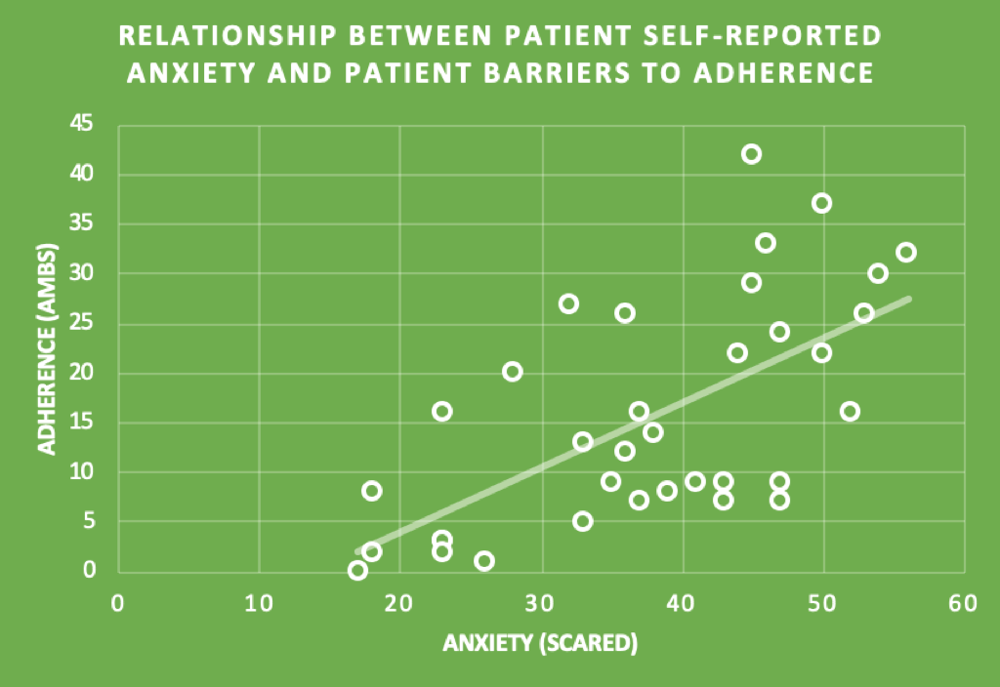 RELATIONSHIP BETWEEN PATIENT SELF-REPORTED
ANXIETY AND PATIENT BARRIERS TO ADHERENCE
ADHERENCE (AMBS)
45
40
35
30
25
20
15
10
5
0
0 10 20 30 40 50 60
ANXIETY (SCARED)